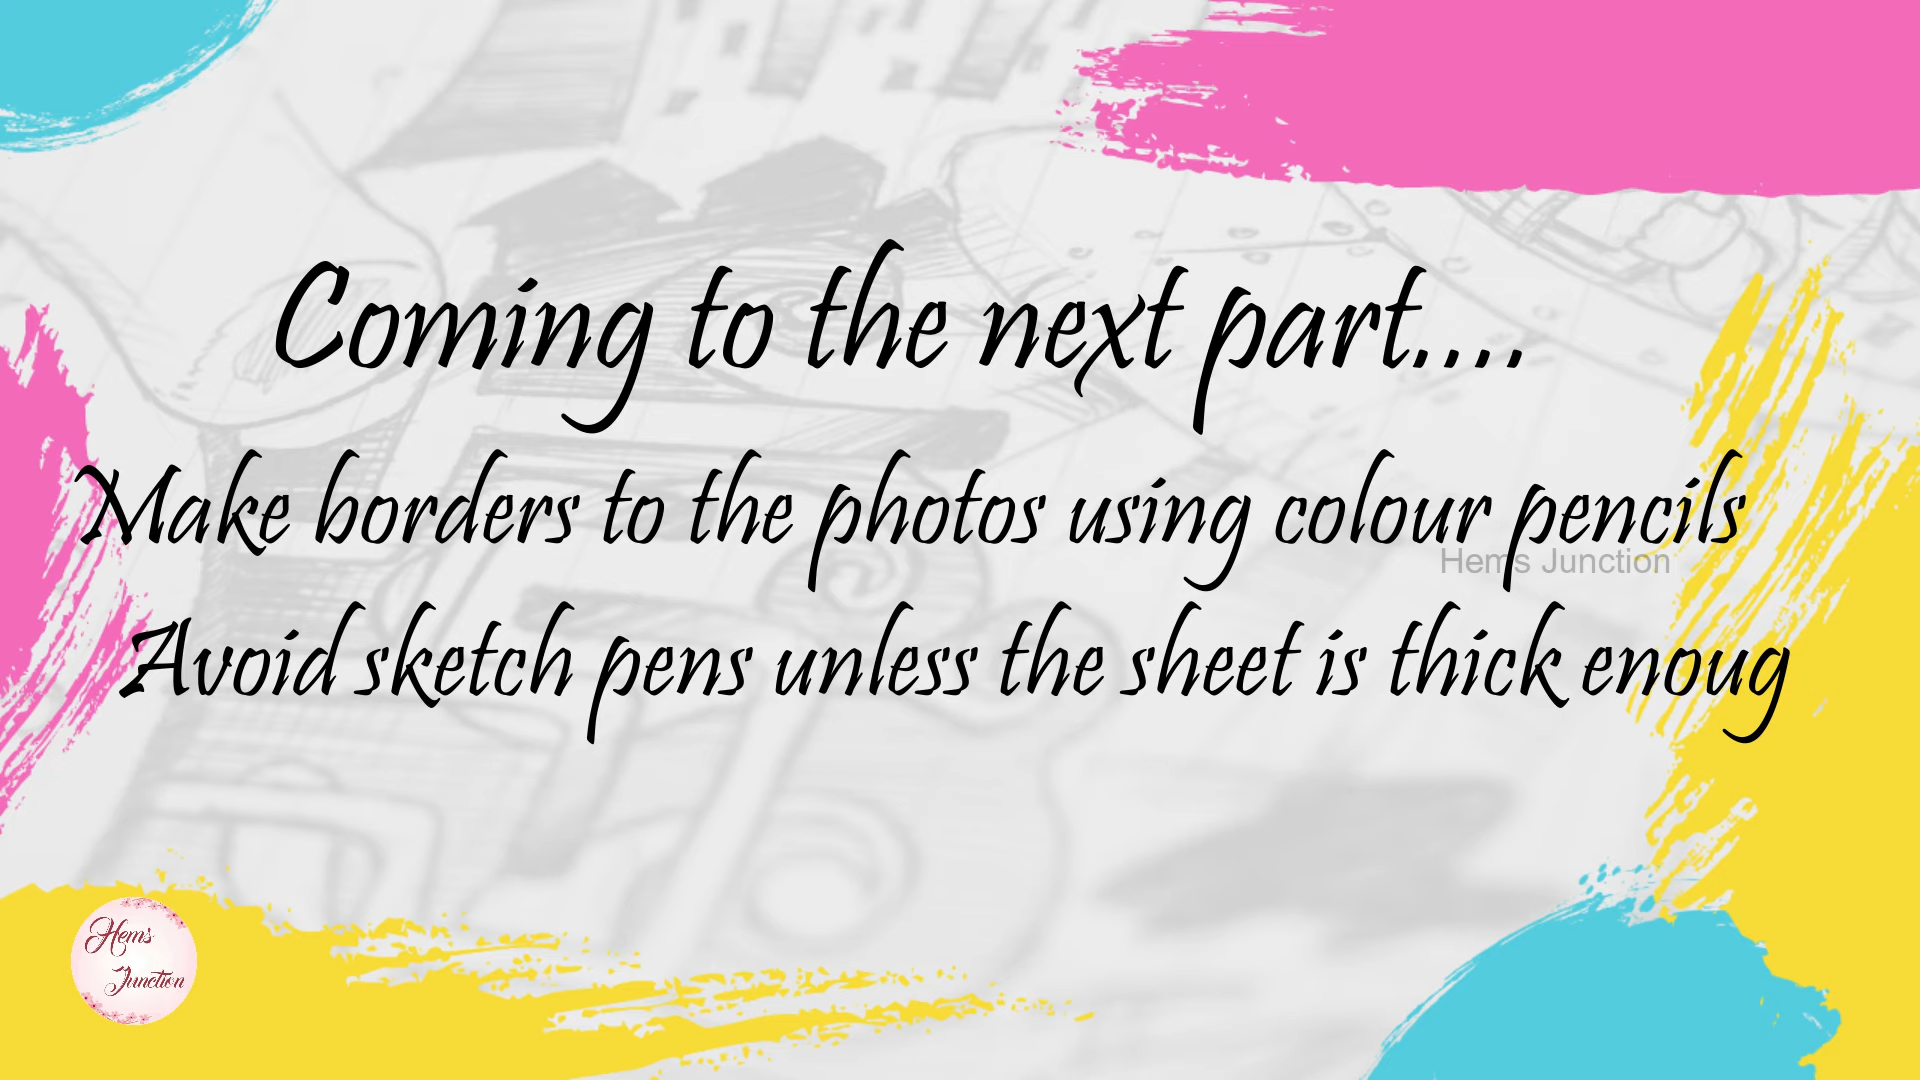 Coming to the next part....
Make borders to the photos using colour pencils
Hems Junction
Avoid sketch pens unless the sheet is thick enoug
Hems
Junction